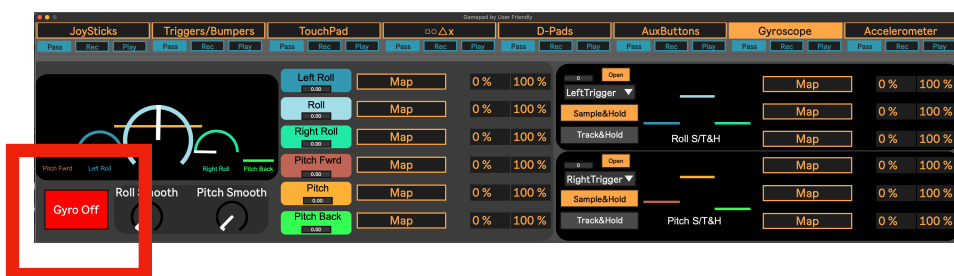 Gamepad by User Friendly
JoySticks Triggers/Bumpers TouchPad □○△x D-Pads AuxButtons Gyroscope Accelerometer
Pass Rec Play Pass Rec Play Pass Rec Play Pass Rec Play Pass Rec Play Pass Rec Play Pass Rec Play Pass Rec Play
Left Roll Map 0 % 100 % 0 Open Map 0 % 100 %
0.00 LeftTrigger ▼
Roll Map 0 % 100 % Sample&Hold Map 0 % 100 %
0.00
Right Roll Map 0 % 100 % Track&Hold Roll S/T&H Map 0 % 100 %
0.00
Pitch Fwrd Left Roll Right Roll Pitch Back Pitch Fwrd Map 0 % 100 % 0 Open Map 0 % 100 %
0.00 RightTrigger ▼
Roll Smooth Pitch Smooth Pitch Map 0 % 100 % Sample&Hold Map 0 % 100 %
Gyro Off 0.00
Pitch Back Map 0 % 100 % Track&Hold Pitch S/T&H Map 0 % 100 %
0.00